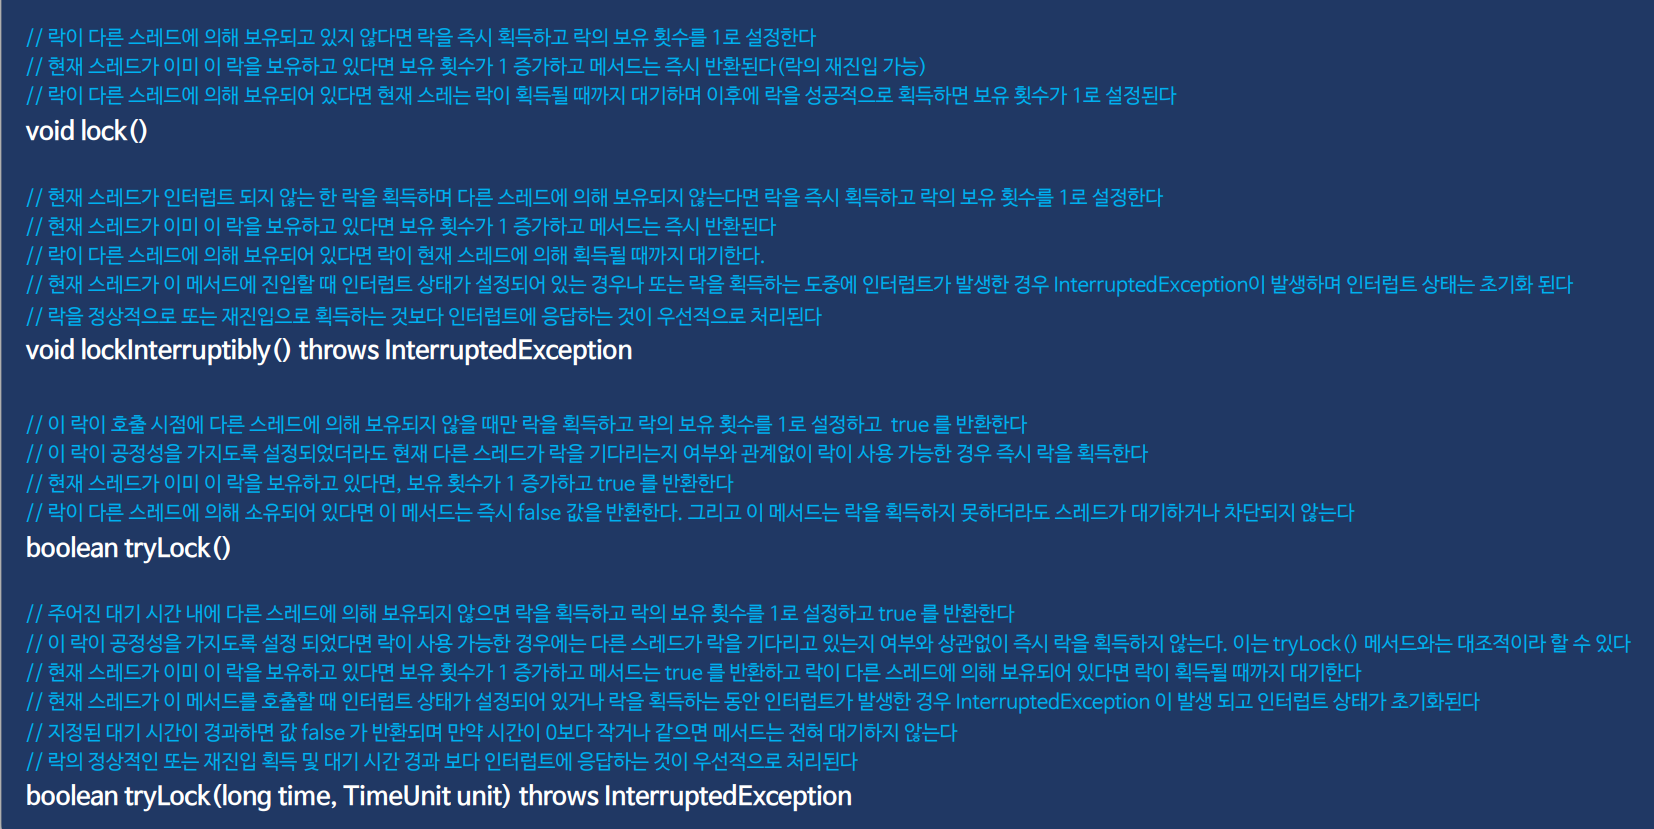 // 락이 다른 스레드에 의해 보유되고 있지 않다면 락을 즉시 획득하고 락의 보유 횟수를 1로 설정한다
// 현재 스레드가 이미 이 락을 보유하고 있다면 보유 횟수가 1 증가하고 메서드는 즉시 반환된다(락의 재진입 가능)
// 락이 다른 스레드에 의해 보유되어 있다면 현재 스레는 락이 획득될 때까지 대기하며 이후에 락을 성공적으로 획득하면 보유 횟수가 1로 설정된다
void lock()
// 현재 스레드가 인터럽트 되지 않는 한 락을 획득하며 다른 스레드에 의해 보유되지 않는다면 락을 즉시 획득하고 락의 보유 횟수를 1로 설정한다
// 현재 스레드가 이미 이 락을 보유하고 있다면 보유 횟수가 1 증가하고 메서드는 즉시 반환된다
// 락이 다른 스레드에 의해 보유되어 있다면 락이 현재 스레드에 의해 획득될 때까지 대기한다.
// 현재 스레드가 이 메서드에 진입할 때 인터럽트 상태가 설정되어 있는 경우나 또는 락을 획득하는 도중에 인터럽트가 발생한 경우 InterruptedException이 발생하며 인터럽트 상태는 초기화 된다
// 락을 정상적으로 또는 재진입으로 획득하는 것보다 인터럽트에 응답하는 것이 우선적으로 처리된다
void lockInterruptibly() throws InterruptedException
// 이 락이 호출 시점에 다른 스레드에 의해 보유되지 않을 때만 락을 획득하고 락의 보유 횟수를 1로 설정하고 true 를 반환한다
// 이 락이 공정성을 가지도록 설정되었더라도 현재 다른 스레드가 락을 기다리는지 여부와 관계없이 락이 사용 가능한 경우 즉시 락을 획득한다
// 현재 스레드가 이미 이 락을 보유하고 있다면, 보유 횟수가 1 증가하고 true 를 반환한다
// 락이 다른 스레드에 의해 소유되어 있다면 이 메서드는 즉시 false 값을 반환한다. 그리고 이 메서드는 락을 획득하지 못하더라도 스레드가 대기하거나 차단되지 않는다
boolean tryLock()
// 주어진 대기 시간 내에 다른 스레드에 의해 보유되지 않으면 락을 획득하고 락의 보유 횟수를 1로 설정하고 true 를 반환한다
// 이 락이 공정성을 가지도록 설정 되었다면 락이 사용 가능한 경우에는 다른 스레드가 락을 기다리고 있는지 여부와 상관없이 즉시 락을 획득하지 않는다. 이는 tryLock() 메서드와는 대조적이라 할 수 있다
// 현재 스레드가 이미 이 락을 보유하고 있다면 보유 횟수가 1 증가하고 메서드는 true 를 반환하고 락이 다른 스레드에 의해 보유되어 있다면 락이 획득될 때까지 대기한다
// 현재 스레드가 이 메서드를 호출할 때 인터럽트 상태가 설정되어 있거나 락을 획득하는 동안 인터럽트가 발생한 경우 InterruptedException 이 발생 되고 인터럽트 상태가 초기화된다
// 지정된 대기 시간이 경과하면 값 false 가 반환되며 만약 시간이 0보다 작거나 같으면 메서드는 전혀 대기하지 않는다
// 락의 정상적인 또는 재진입 획득 및 대기 시간 경과 보다 인터럽트에 응답하는 것이 우선적으로 처리된다
boolean tryLock(long time, TimeUnit unit) throws InterruptedException